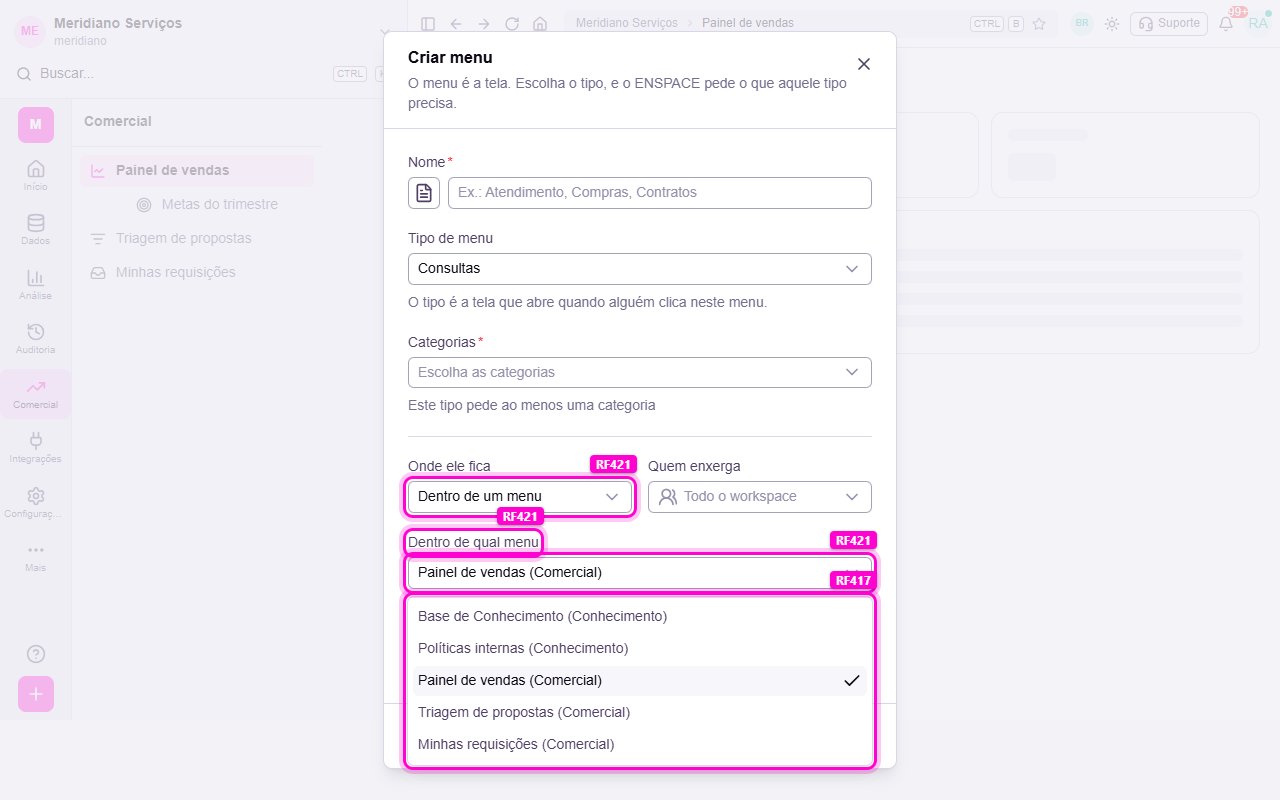 ME
Meridiano Serviços
meridiano
Meridiano Serviços
Painel de vendas
CTRL
B
BR
Suporte
99+
RA
Buscar...
CTRL
M
Comercial
Início
Dados
Análise
Auditoria
Comercial
Integrações
Configuraç...
Mais
Painel de vendas
Metas do trimestre
Triagem de propostas
Minhas requisições
Criar menu
O menu é a tela. Escolha o tipo, e o ENSPACE pede o que aquele tipo
precisa.
Nome*
Ex.: Atendimento, Compras, Contratos
Tipo de menu
Consultas
O tipo é a tela que abre quando alguém clica neste menu.
Categorias*
Escolha as categorias
Este tipo pede ao menos uma categoria
Onde ele fica
RF421
Quem enxerga
Dentro de um menu
Todo o workspace
RF421
Dentro de qual menu
RF421
Painel de vendas (Comercial)
RF417
Base de Conhecimento (Conhecimento)
Políticas internas (Conhecimento)
Painel de vendas (Comercial)
Triagem de propostas (Comercial)
Minhas requisições (Comercial)